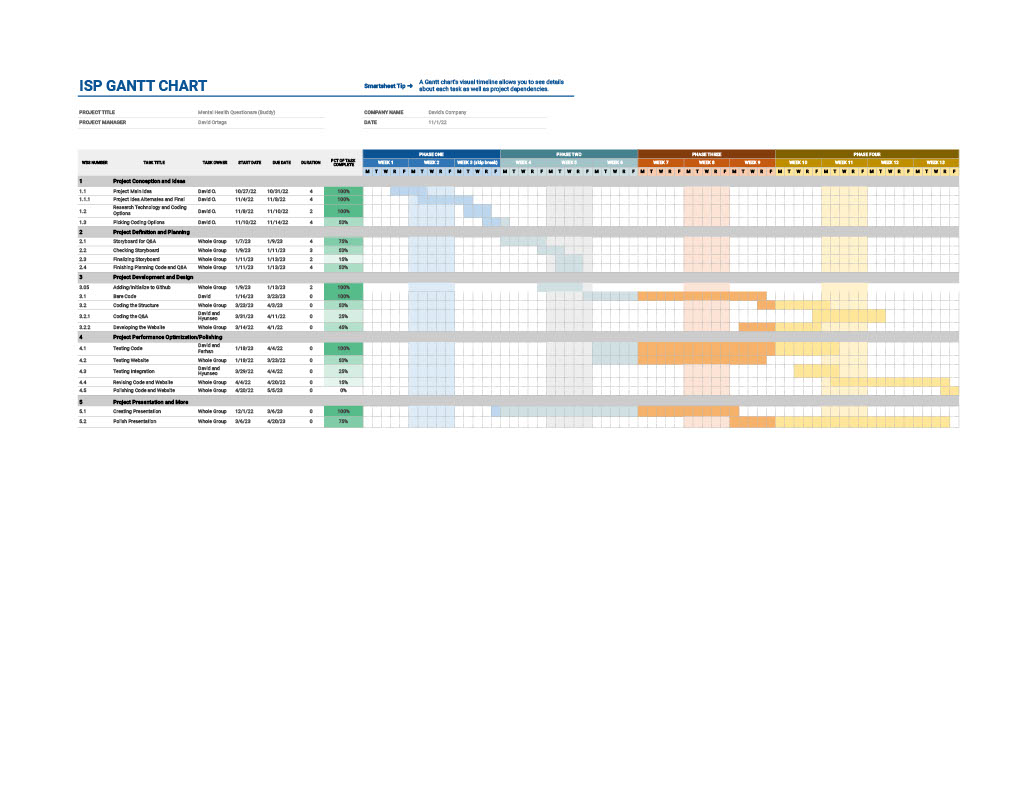 ISP GANTT CHART
Smartsheet Tip ➜
A Gantt chart's visual timeline allows you to see details
about each task as well as project dependencies.
PROJECT TITLE Mental Health Questionare (Buddy) COMPANY NAME David's Company
PROJECT MANAGER David Ortega DATE 11/1/22
PHASE ONE PHASE TWO PHASE THREE PHASE FOUR
WBS NUMBER TASK TITLE TASK OWNER START DATE DUE DATE DURATION PCT OF TASK COMPLETE
WEEK 1 WEEK 2 WEEK 3 (skip break) WEEK 4 WEEK 5 WEEK 6 WEEK 7 WEEK 8 WEEK 9 WEEK 10 WEEK 11 WEEK 12 WEEK 13
M T W R F M T W R F M T W R F M T W R F M T W R F M T W R F M T W R F M T W R F M T W R F M T W R F M T W R F M T W R F M T W R F
1 Project Conception and Ideas
1.1 Project Main Idea David O. 10/27/22 10/31/22 4 100%
1.1.1 Project Idea Alternates and Final David O. 11/4/22 11/8/22 4 100%
1.2 Research Technology and Coding Options David O. 11/8/22 11/10/22 2 100%
1.3 Picking Coding Options David O. 11/10/22 11/14/22 4 50%
2 Project Definition and Planning
2.1 Storyboard for Q&A Whole Group 1/7/23 1/9/23 4 75%
2.2 Checking Storyboard Whole Group 1/9/23 1/11/23 3 50%
2.3 Finalizing Storyboard Whole Group 1/11/23 1/13/23 2 15%
2.4 Finishing Planning Code and Q&A Whole Group 1/11/23 1/13/23 4 50%
3 Project Development and Design
3.05 Adding/Initialize to Github Whole Group 1/9/23 1/13/23 2 100%
3.1 Bare Code David 1/16/23 3/23/23 0 100%
3.2 Coding the Structure Whole Group 3/22/23 4/3/23 0 50%
3.2.1 Coding the Q&A David and Hyunseo 3/31/23 4/11/22 0 25%
3.2.2 Developing the Website Whole Group 3/14/22 4/1/22 0 45%
4 Project Performance Optimization/Polishing
4.1 Testing Code David and Farhan 1/18/23 4/4/22 0 100%
4.2 Testing Website Whole Group 1/18/22 3/23/23 0 50%
4.3 Testing Integration David and Hyunseo 3/29/22 4/4/22 0 25%
4.4 Revising Code and Website Whole Group 4/4/22 4/20/22 0 15%
4.5 Polishing Code and Website Whole Group 4/20/22 5/5/23 0 0%
5 Project Presentation and More
5.1 Creating Presentation Whole Group 12/1/22 3/6/23 0 100%
5.2 Polish Presentation Whole Group 3/6/23 4/20/23 0 75%